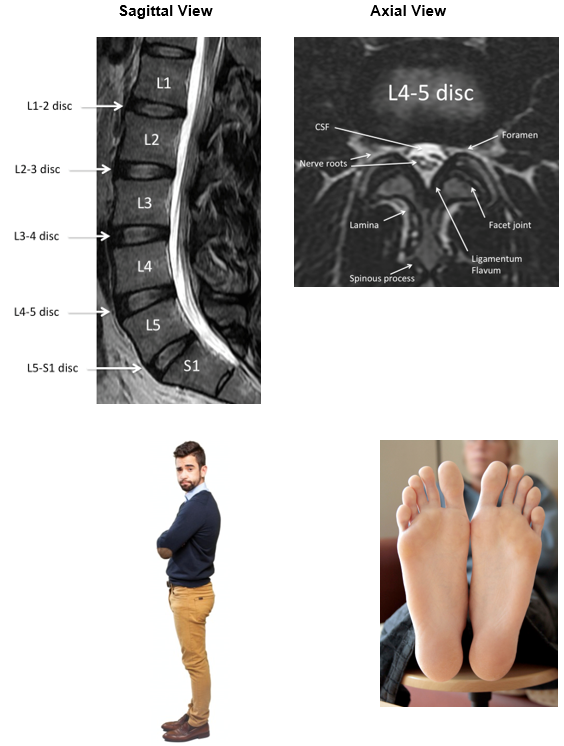 Sagittal View
Axial View
L1
L1-2 disc
L2
L2-3 disc
L3
L3-4 disc
L4
L4-5 disc
L5
L5-S1 disc
S1
L4-5 disc
CSF
Foramen
Nerve roots
Lamina
Facet joint
Ligamentum
Flavum
Spinous process